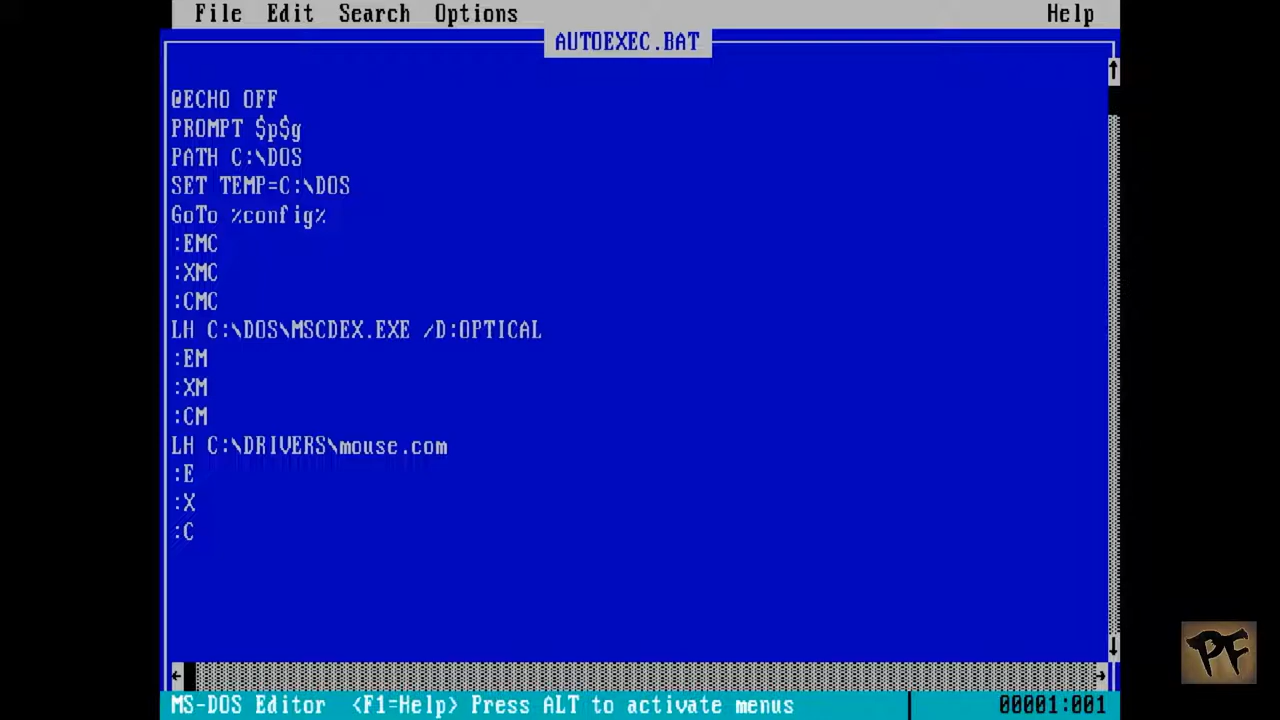 File Edit Search Options Help
AUTOEXEC.BAT
@ECHO OFF
PROMPT $p$g
PATH C:\DOS
SET TEMP=C:\DOS
GoTo %config%
:EMC
:XMC
:CMC
LH C:\DOS\MSCDEX.EXE /D:OPTICAL
:EM
:XM
:CM
LH C:\DRIVERS\mouse.com
:E
:X
:C
MS-DOS Editor <F1=Help> Press ALT to activate menus 00001:001
PF